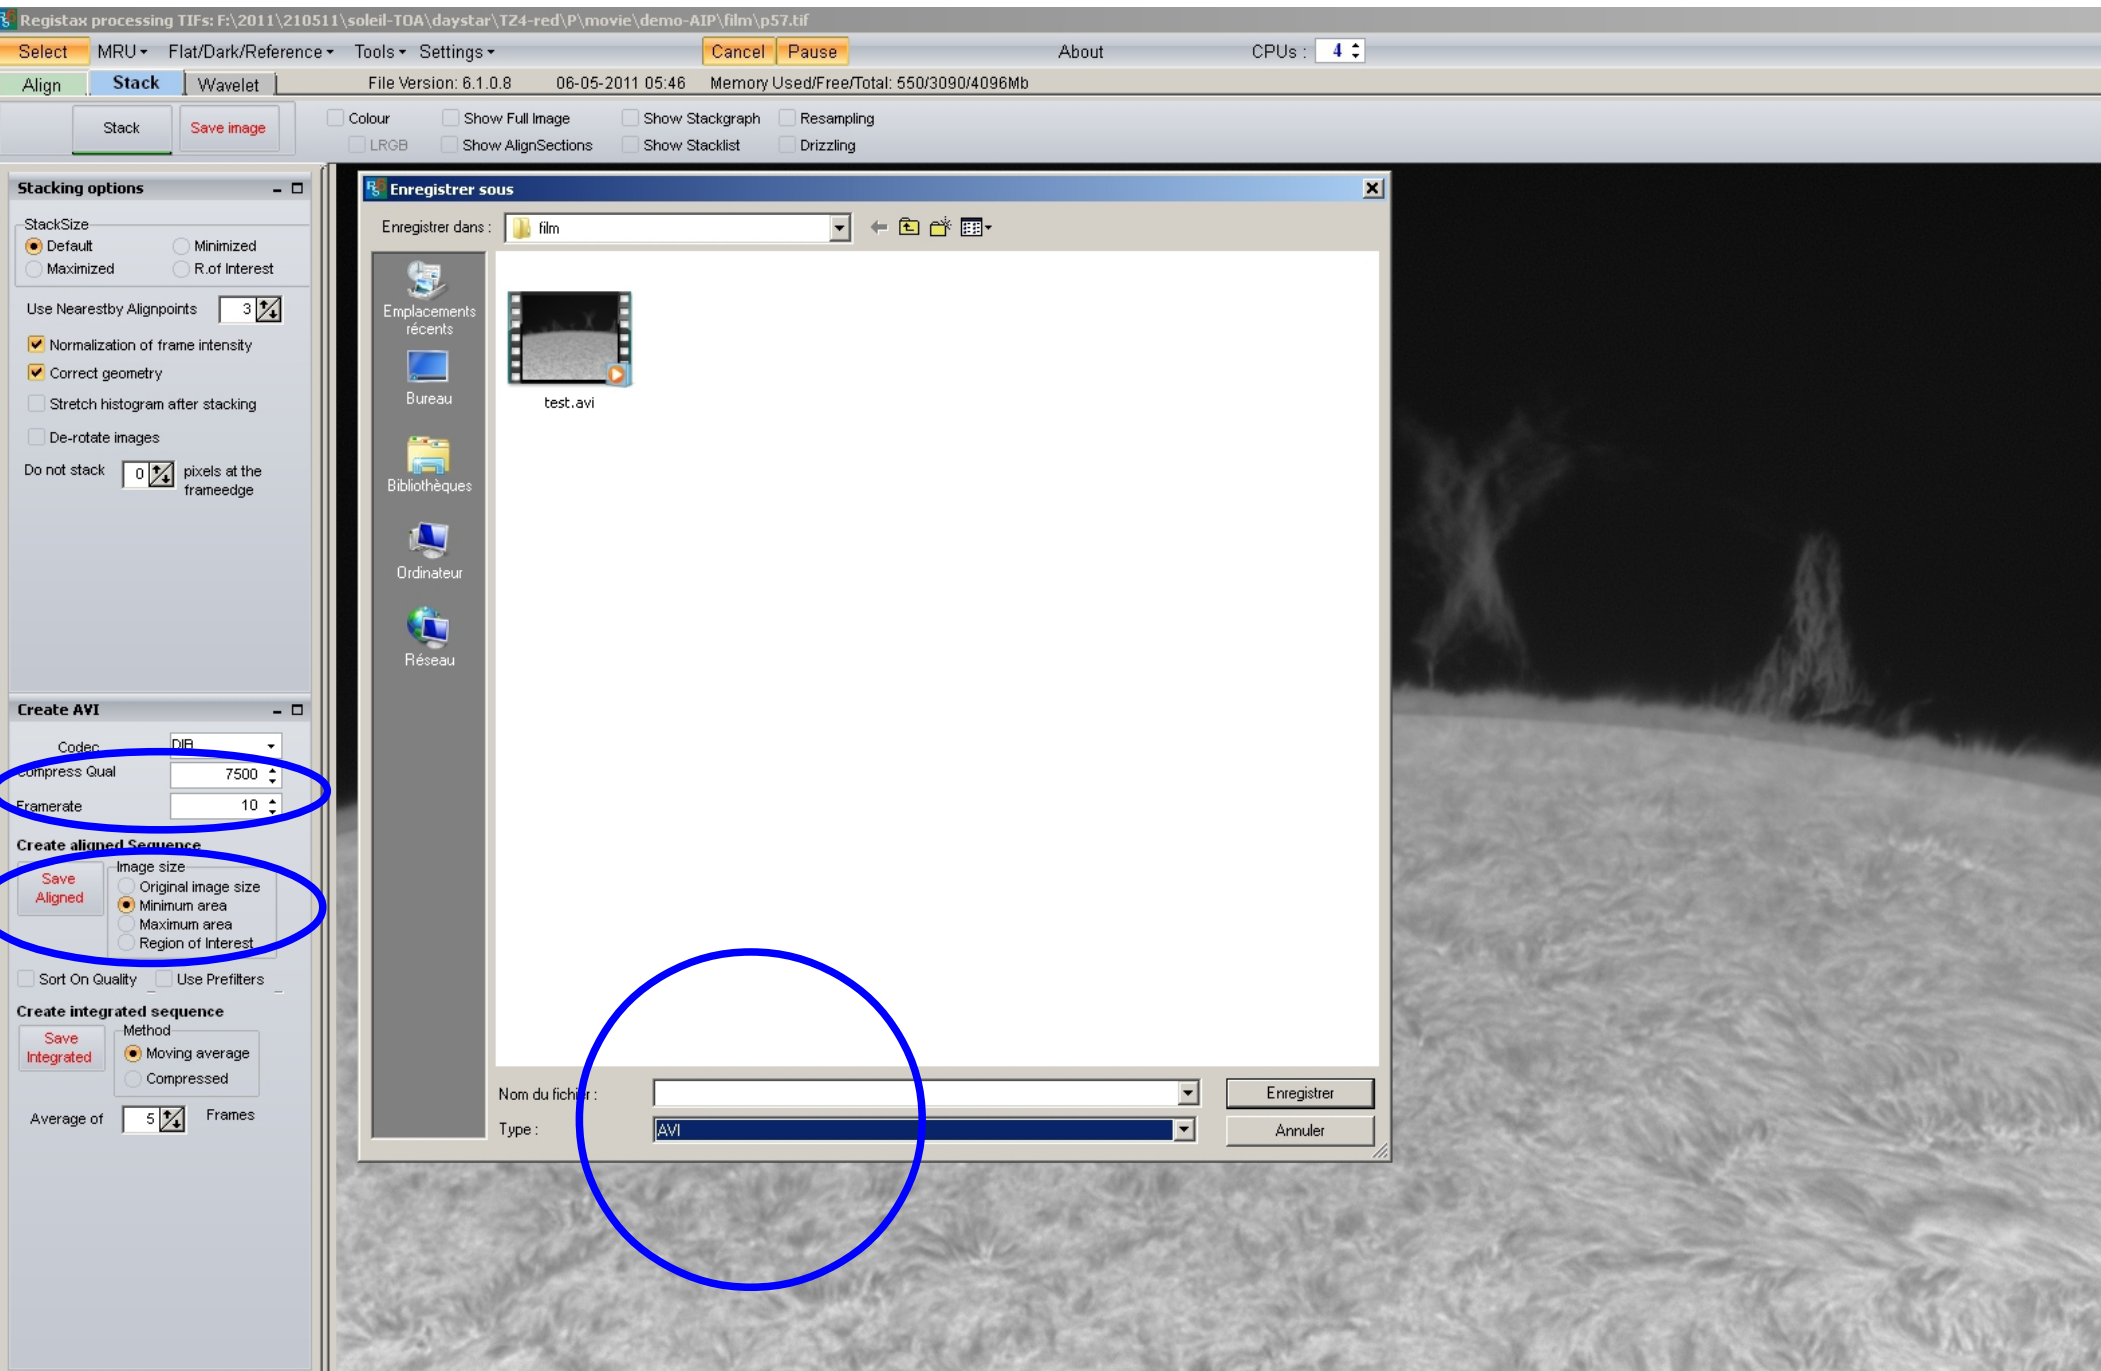 Registax processing TIFs: F:\2011\210511\soleil-TOA\daystar\TZ4-red\P\movie\demo-AIP\film\p57.tif
Select MRU Flat/Dark/Reference Tools Settings Cancel Pause About CPUs : 4
Align Stack Wavelet File Version: 6.1.0.8 06-05-2011 05:46 Memory Used/Free/Total: 550/3090/4096Mb
Stack Save image
Colour Show Full Image Show Stackgraph Resampling
LRGB Show AlignSections Show Stacklist Drizzling
Stacking options
StackSize
Default Minimized
Maximized R.of Interest
Use Nearestby Alignpoints 3
Normalization of frame intensity
Correct geometry
Stretch histogram after stacking
De-rotate images
Do not stack 0 pixels at the
frameedge
Create AVI
Codec DIB
Compress Qual 7500
Framerate 10
Create aligned Sequence
Save
Aligned
Image size
Original image size
Minimum area
Maximum area
Region of Interest
Sort On Quality Use Prefilters
Create integrated sequence
Save
Integrated
Method
Moving average
Compressed
Average of 5 Frames
Enregistrer sous
Enregistrer dans : film
Emplacements
récents
Bureau
Bibliothèques
Ordinateur
Réseau
test.avi
Nom du fichier : Enregistrer
Type : AVI Annuler